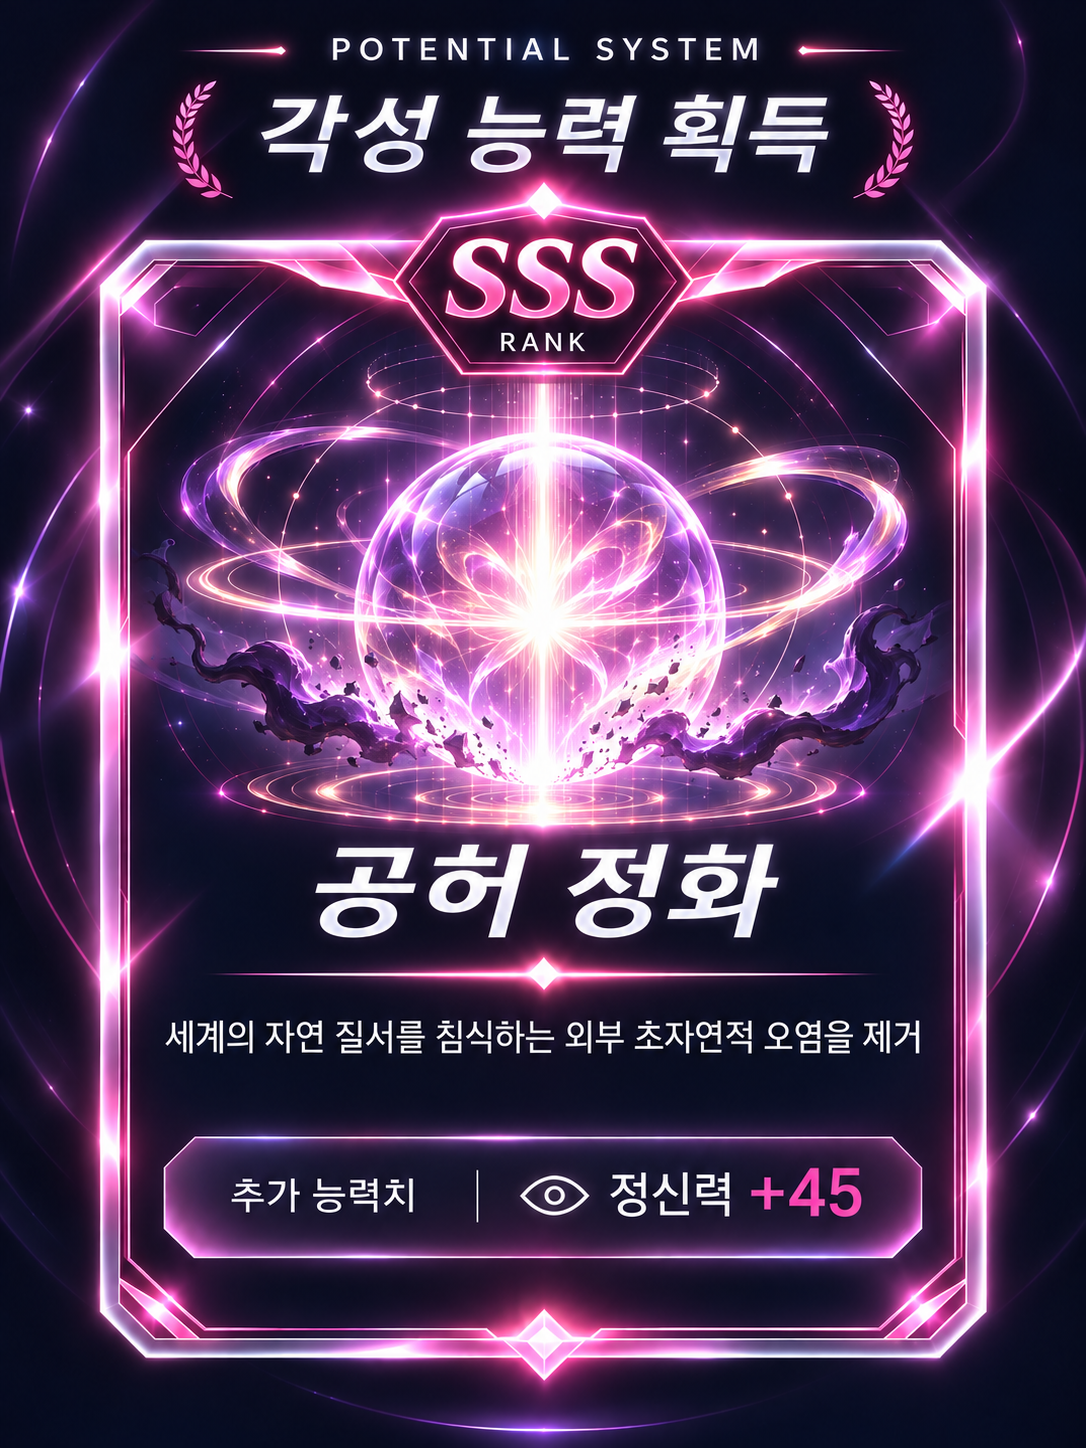 POTENTIAL SYSTEM
각성 능력 획득
SSS
RANK
공허 정화
세계의 자연 질서를 침식하는 외부 초자연적 오염을 제거
추가 능력치
정신력 +45